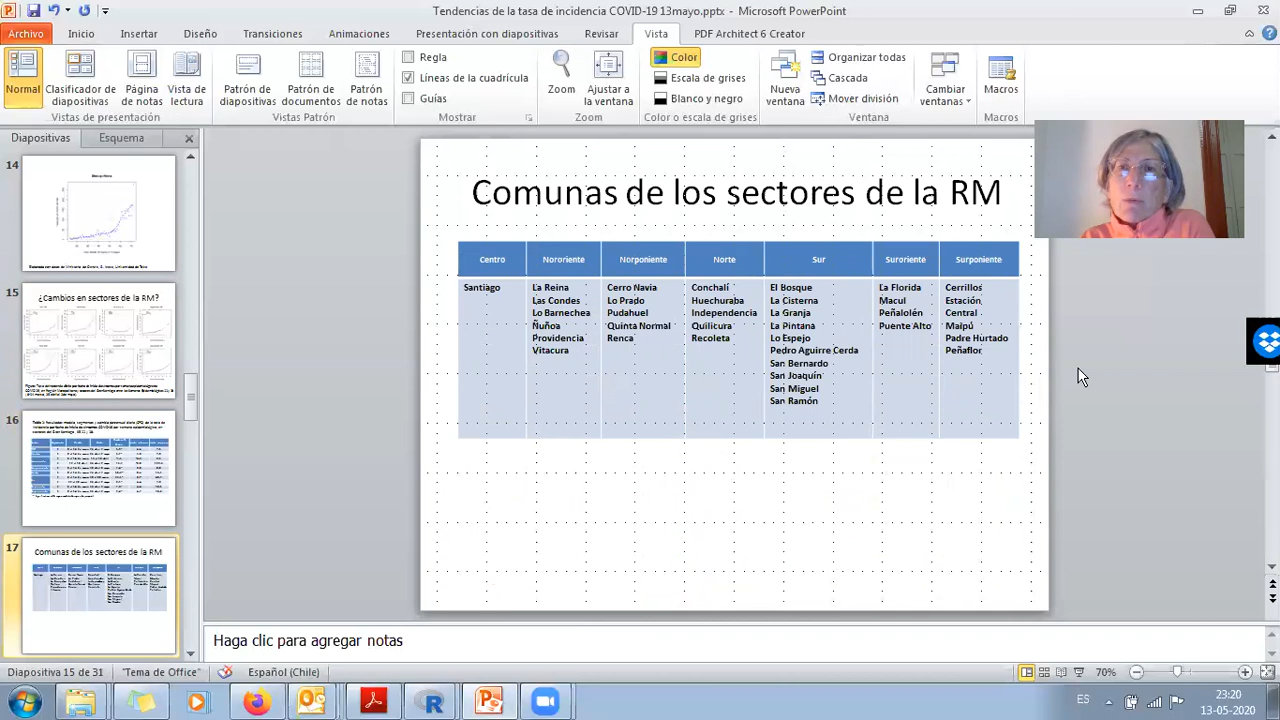 Tendencias de la tasa de incidencia COVID-19 13mayo.pptx - Microsoft PowerPoint
Archivo Inicio Insertar Diseño Transiciones Animaciones Presentación con diapositivas Revisar Vista PDF Architect 6 Creator
Normal
Clasificador de diapositivas
Página de notas
Vista de lectura
Vistas de presentación
Patrón de diapositivas
Patrón de documentos
Patrón de notas
Vistas Patrón
Regla
Líneas de la cuadrícula
Guías
Mostrar
Zoom
Ajustar a la ventana
Zoom
Color
Escala de grises
Blanco y negro
Color o escala de grises
Nueva ventana
Organizar todas
Cascada
Mover división
Cambiar ventanas
Ventana
Macros
Macros
Diapositivas Esquema
14
15
¿Cambios en sectores de la RM?
16
17
Comunas de los sectores de la RM
Comunas de los sectores de la RM
Centro Nororiente Norponiente Norte Sur Suroriente Surponiente
Santiago La Reina Cerro Navia Conchalí El Bosque La Florida Cerrillos
Las Condes Lo Prado Huechuraba La Cisterna Macul Estación
Lo Barnechea Pudahuel Independencia La Granja Peñalolén Central
Ñuñoa Quinta Normal Quilicura La Pintana Puente Alto Maipú
Providencia Renca Recoleta Lo Espejo Padre Hurtado
Vitacura Pedro Aguirre Cerda Peñaflor
San Bernardo
San Joaquín
San Miguel
San Ramón
Haga clic para agregar notas
Diapositiva 15 de 31 "Tema de Office" Español (Chile) 70%
ES 23:20
13-05-2020